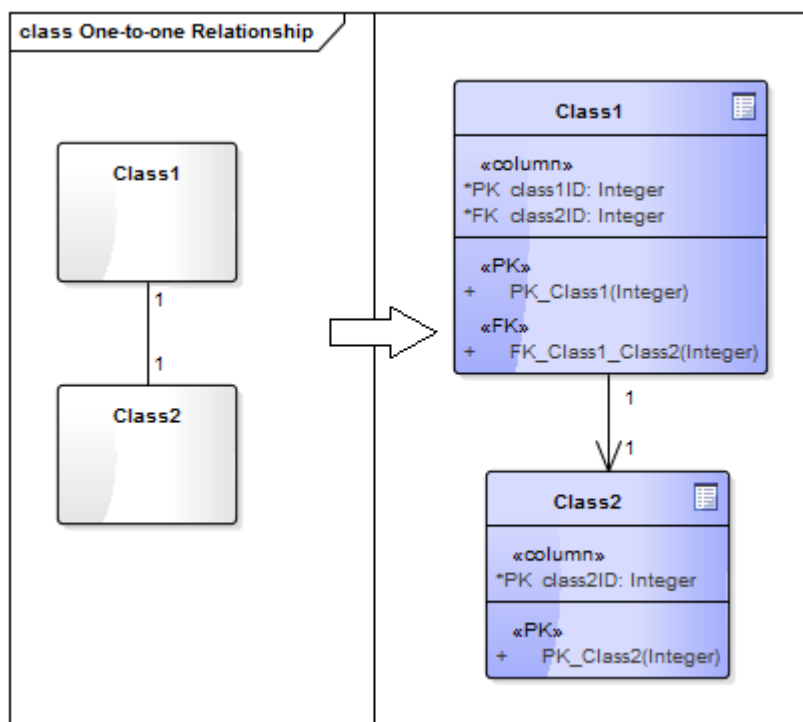 class One-to-one Relationship
Class1
1
1
Class2
Class1
«column»
*PK class1ID: Integer
*FK class2ID: Integer
«PK»
+ PK_Class1(Integer)
«FK»
+ FK_Class1_Class2(Integer)
1
1
Class2
«column»
*PK class2ID: Integer
«PK»
+ PK_Class2(Integer)